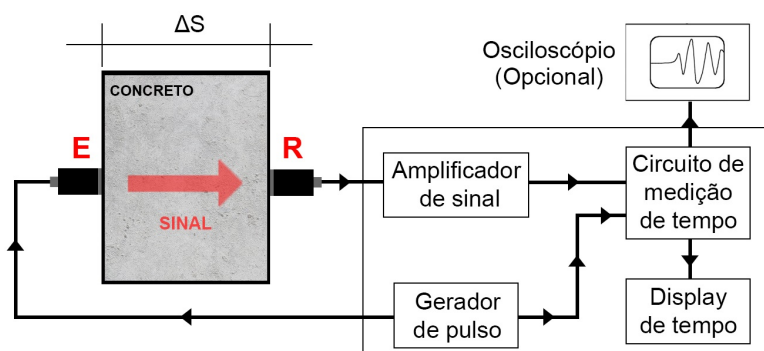 ΔS
Osciloscópio
(Opcional)
CONCRETO
E
R
SINAL
Amplificador
de sinal
Circuito de
medição
de tempo
Gerador
de pulso
Display
de tempo